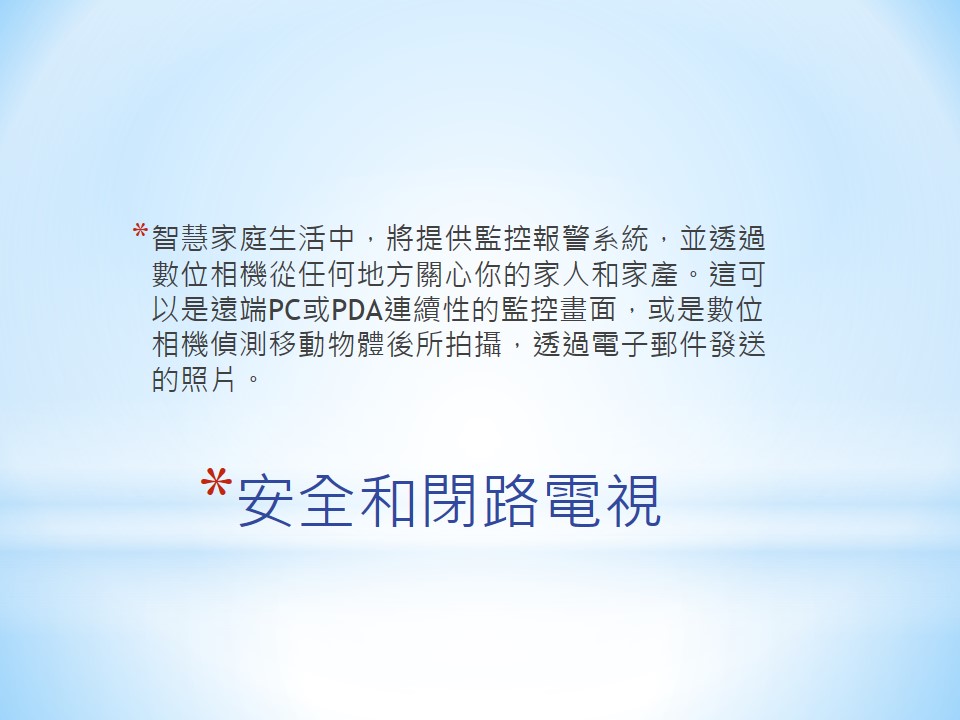 *智慧家庭生活中，將提供監控報警系統，並透過
數位相機從任何地方關心你的家人和家產。這可
以是遠端PC或PDA連續性的監控畫面，或是數位
相機偵測移動物體後所拍攝，透過電子郵件發送
的照片。
*安全和閉路電視